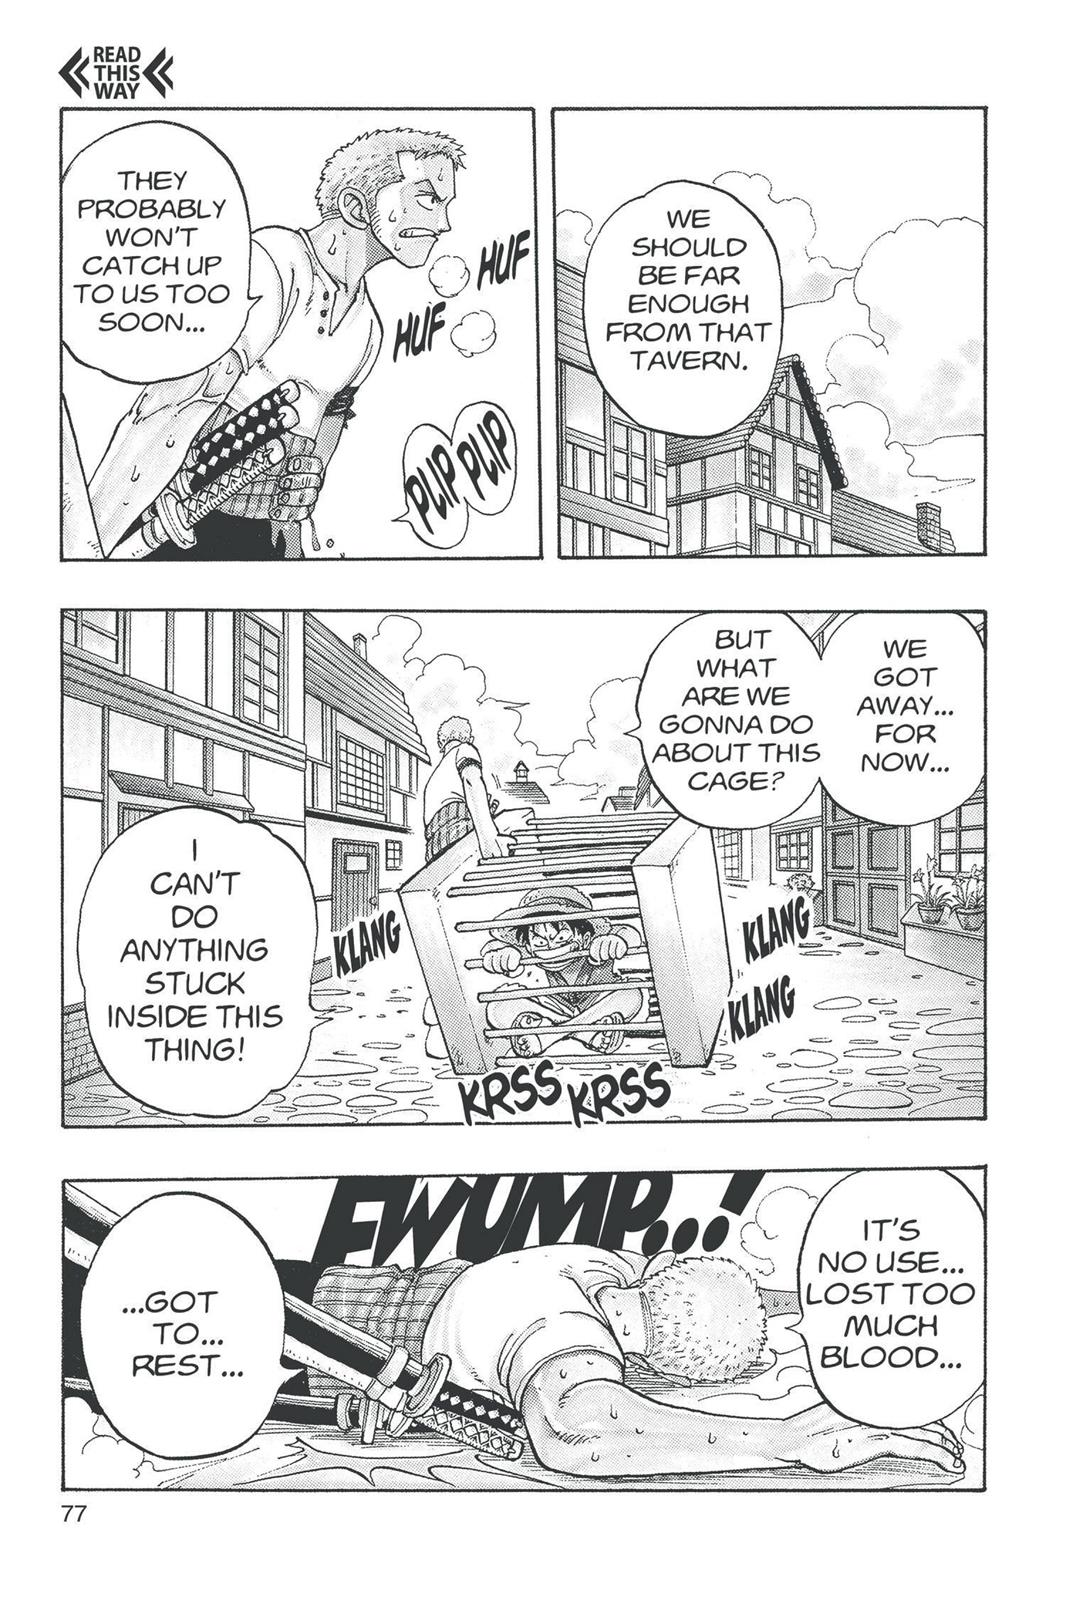 READ
THIS
WAY
WE
SHOULD
BE FAR
ENOUGH
FROM THAT
TAVERN.
THEY
PROBABLY
WON'T
CATCH UP
TO US TOO
SOON...
HUF
HUF
PLIP PLIP
WE
GOT
AWAY...
FOR
NOW...
BUT
WHAT
ARE WE
GONNA DO
ABOUT THIS
CAGE?
KLANG
KLANG
KLANG
KRSS KRSS
I
CAN'T
DO
ANYTHING
STUCK
INSIDE THIS
THING!
FWUMP...!
IT'S
NO USE...
LOST TOO
MUCH
BLOOD...
...GOT
TO...
REST...
77